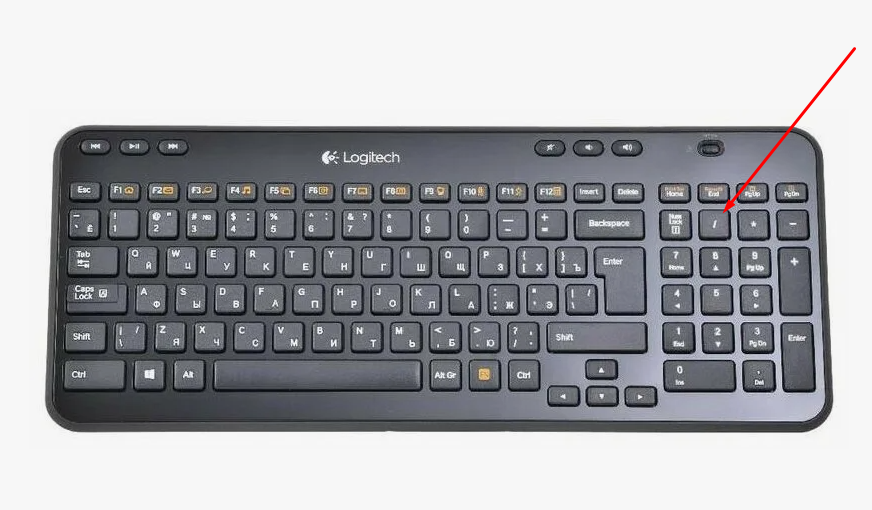 Logitech
Esc F1 F2 F3 F4 F5 F6 F7 F8 F9 F10 F11 F12 Insert Delete Home End PgUp PgDn
~ ! @ " # № $ ; % ^ : & ? * ( ) — +
` Ё 1 2 3 4 5 6 7 8 9 0 – = Backspace Num Lock / * –
Tab Q Й W Ц E У R К T Е Y Н U Г I Ш O Щ P З { [ Х } ] Ъ Enter 7 Home 8 9 PgUp +
Caps Lock A A Ф S Ы D В F А G П H Р J О K Л L Д : ; Ж " ' Э | \ / 4 5 6
Shift | \ / Z Я X Ч C С V М B И N Т M Ь < , Б > . Ю ? / , . Shift 1 End 2 3 PgDn Enter
Ctrl Alt Alt Gr Ctrl 0 Ins . Del